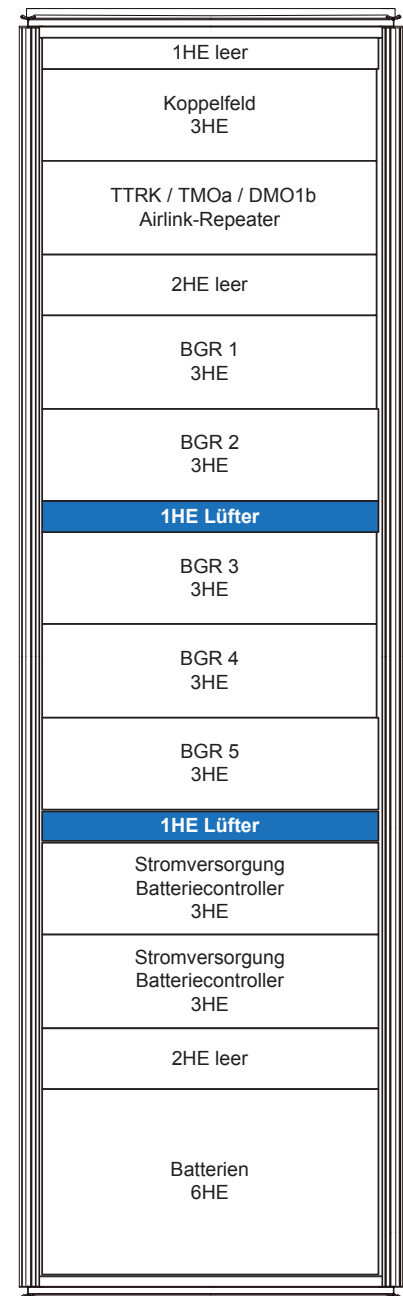 1HE leer
Koppelfeld
3HE
TTRK / TMOa / DMO1b
Airlink-Repeater
2HE leer
BGR 1
3HE
BGR 2
3HE
1HE Lüfter
BGR 3
3HE
BGR 4
3HE
BGR 5
3HE
1HE Lüfter
Stromversorgung
Batteriecontroller
3HE
Stromversorgung
Batteriecontroller
3HE
2HE leer
Batterien
6HE